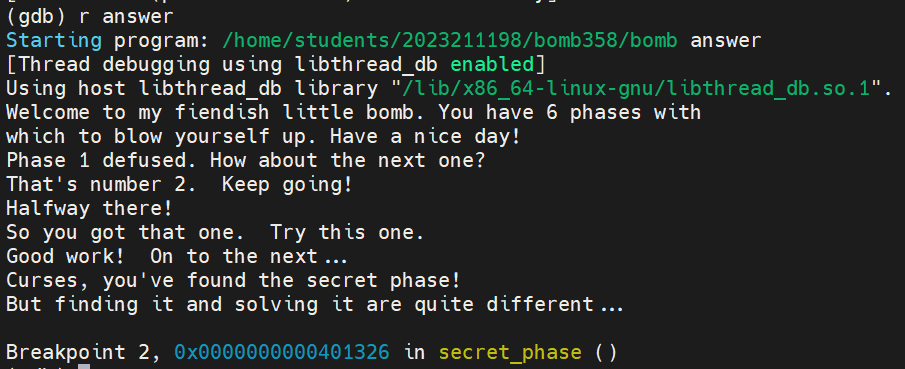 (gdb) r answer
Starting program: /home/students/2023211198/bomb358/bomb answer
[Thread debugging using libthread_db enabled]
Using host libthread_db library "/lib/x86_64-linux-gnu/libthread_db.so.1".
Welcome to my fiendish little bomb. You have 6 phases with
which to blow yourself up. Have a nice day!
Phase 1 defused. How about the next one?
That's number 2.  Keep going!
Halfway there!
So you got that one.  Try this one.
Good work!  On to the next...
Curses, you've found the secret phase!
But finding it and solving it are quite different...
Breakpoint 2, 0x0000000000401326 in secret_phase ()